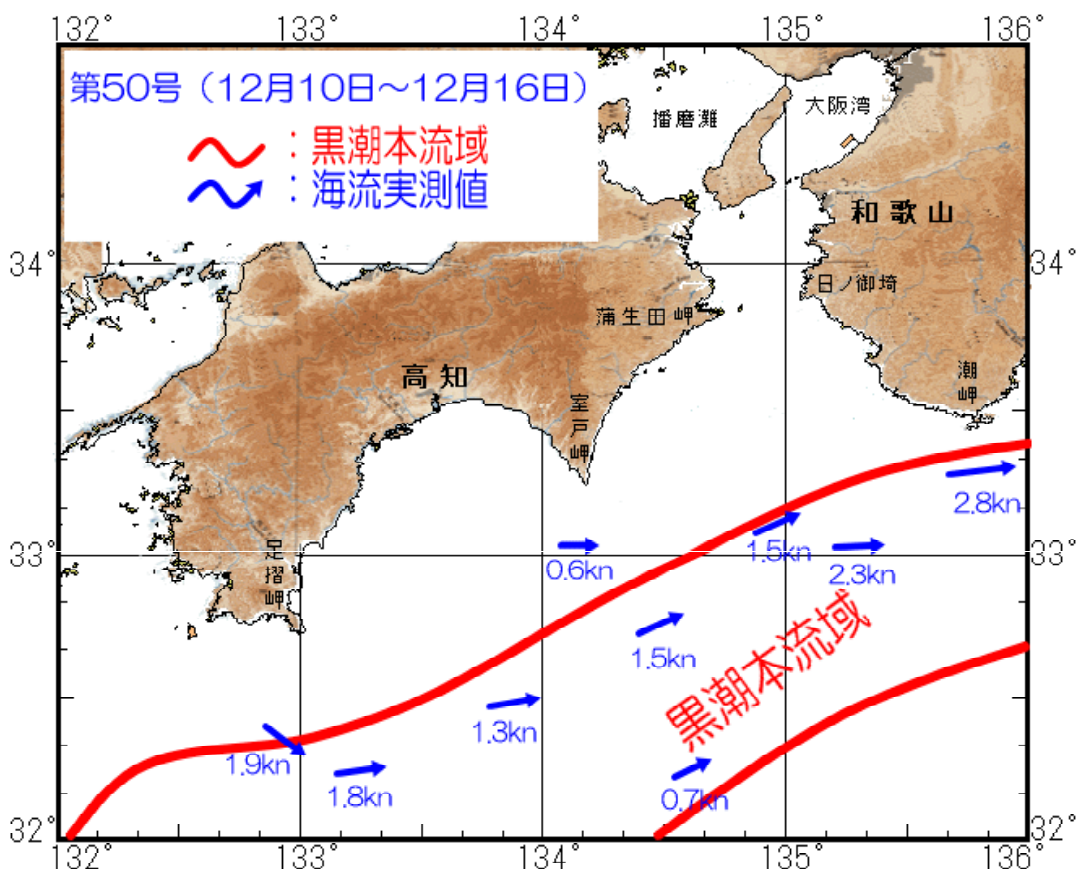 132° 133° 134° 135° 136°
第50号（12月10日～12月16日）
：黒潮本流域
：海流実測値
播磨灘
大阪湾
和歌山
34° 34°
日ノ御埼
蒲生田岬
高知
潮岬
室戸岬
2.8kn
1.5kn
33° 33°
足摺岬
0.6kn
2.3kn
1.5kn
黒潮本流域
1.3kn
1.9kn
1.8kn
0.7kn
32° 32°
132° 133° 134° 135° 136°